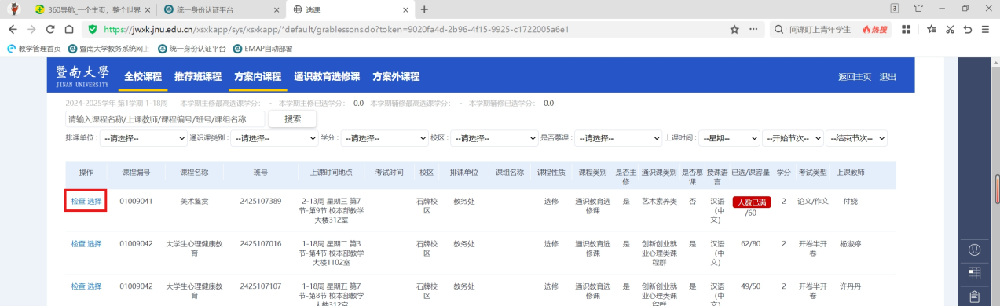 360导航_一个主页，整个世界 × 统一身份认证平台 × 选课 × + 3
https://jwxk.jnu.edu.cn/xsxkapp/sys/xsxkapp/*default/grablessons.do?token=9020fa4d-2b96-4f15-9925-c1722005a6e1 ··· 间课盯上青年学生 热搜
教学管理首页 暨南大学教务系统网上 统一身份认证平台 EMAP自动部署
暨南大學 全校课程 推荐班课程 方案内课程 通识教育选修课 方案外课程 返回主页 退出
JINAN UNIVERSITY
2024-2025学年 第1学期 1-18周 本学期主修最高选课学分： - 本学期主修已选学分： 0.0 本学期辅修最高选课学分： - 本学期辅修已选学分： 0.0
请输入课程名称/上课教师/课程编号/班号/课组名称 搜索
排课单位： --请选择-- 通识课类别： --请选择-- 学分： --请选择-- 校区： --请选择-- 是否慕课： --请选择-- 上课时间： --星期-- --开始节次-- --结束节次--
操作 课程编号 课程名称 班号 上课时间地点 考试时间 校区 排课单位 课组名称 课程性质 课程类别 是否主 通识课类别 是否慕 授课语 已选/课容量 学分 考试类型 上课教师
修 课 言
检查 选择 01009041 美术鉴赏 2425107389 2-13周 星期三 第7 石牌校 教务处 选修 通识教育选 是 艺术素养类 否 汉语 人数已满 2 论文/作文 付娆
节-第9节 校本部教学 区 修课 （中 /60
大楼312室 文）
检查 选择 01009042 大学生心理健康教 2425107016 1-18周 星期二 第3 石牌校 教务处 选修 通识教育选 是 创新创业就 是 汉语 62/80 2 开卷半开 杨淑婷
育 节-第4节 校本部教学 区 修课 业心理类课 （中 卷
大楼1102室 程群 文）
检查 选择 01009042 大学生心理健康教 2425107107 1-18周 星期五 第7 石牌校 教务处 选修 通识教育选 是 创新创业就 是 汉语 49/50 2 开卷半开 许丹丹
育 节-第8节 校本部教学 区 修课 业心理类课 （中 卷
大楼312室 程群 文）